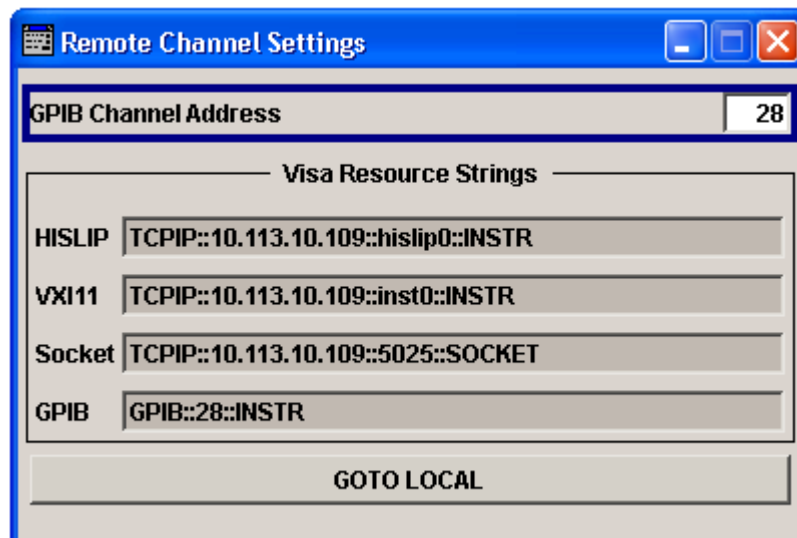 Remote Channel Settings
GPIB Channel Address 28
Visa Resource Strings
HISLIP TCPIP::10.113.10.109::hislip0::INSTR
VXI11 TCPIP::10.113.10.109::inst0::INSTR
Socket TCPIP::10.113.10.109::5025::SOCKET
GPIB GPIB::28::INSTR
GOTO LOCAL